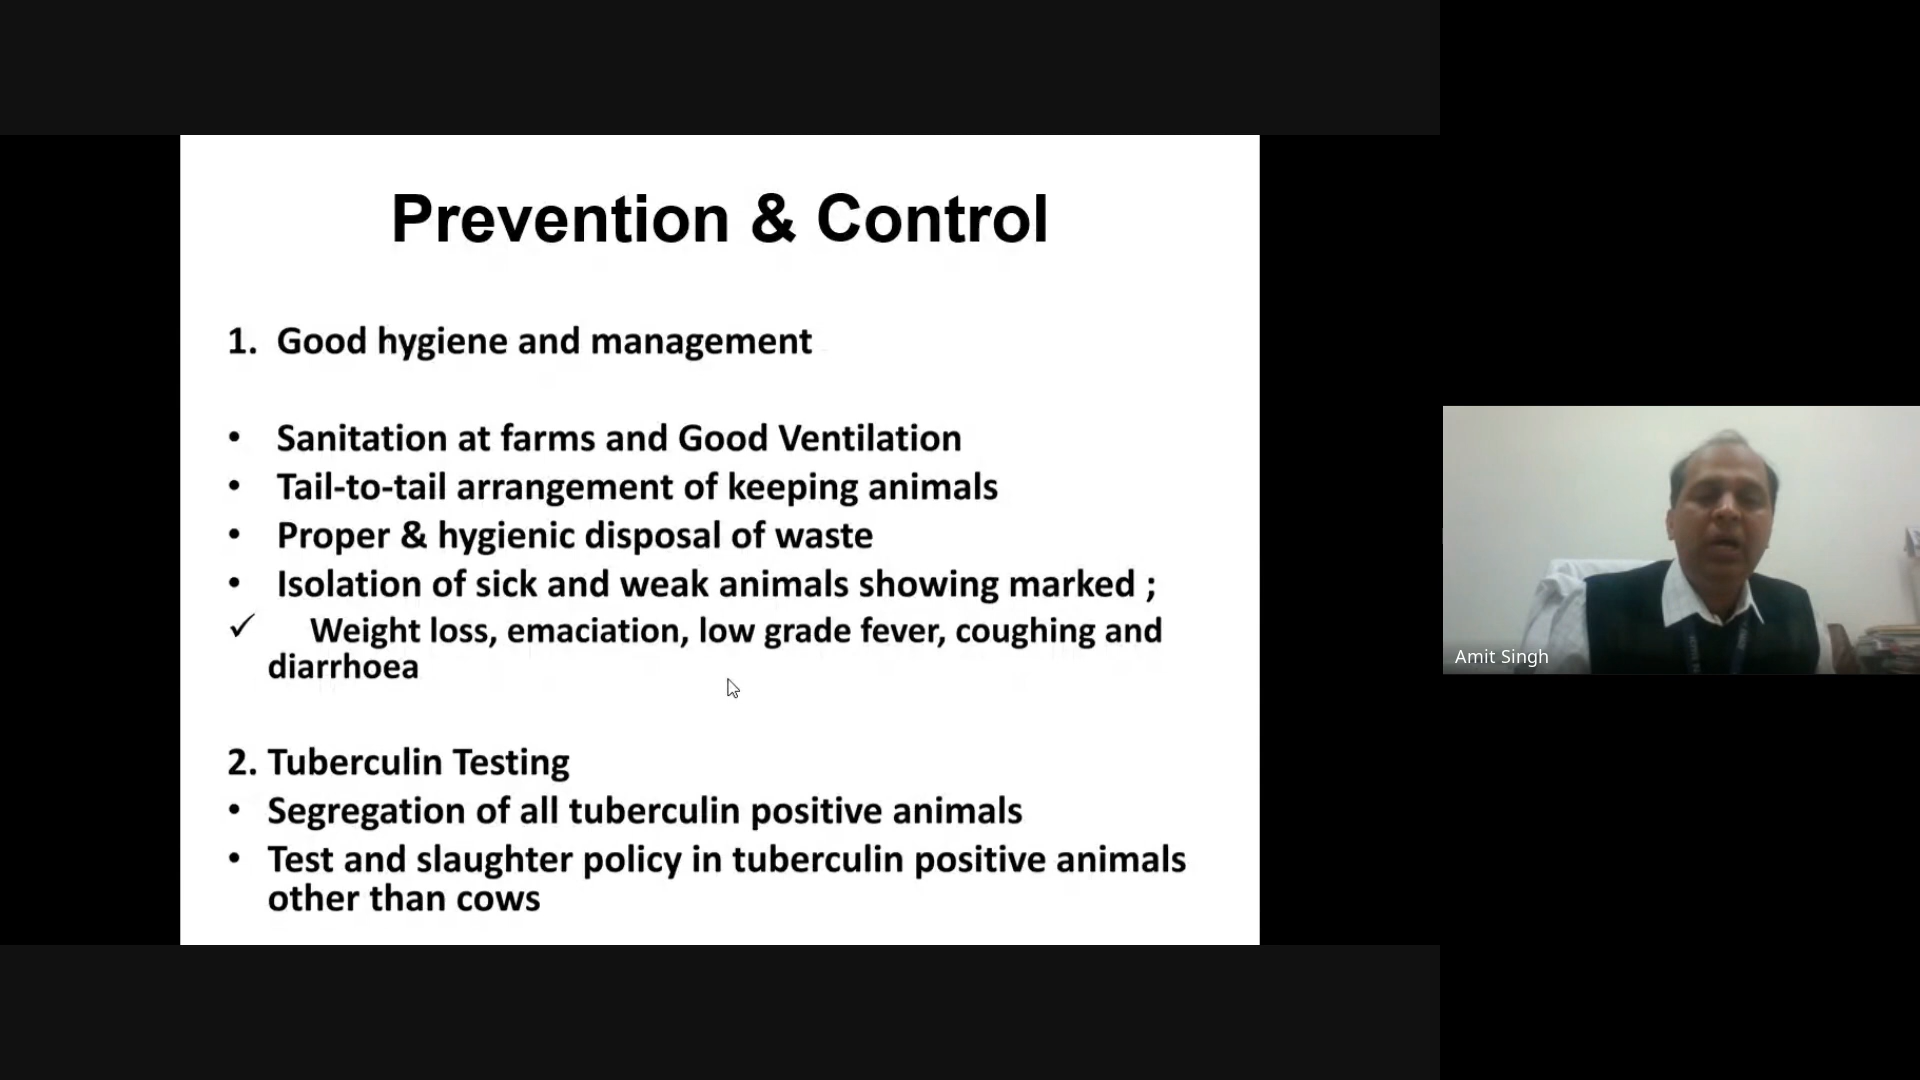 Prevention & Control
1. Good hygiene and management
• Sanitation at farms and Good Ventilation
• Tail-to-tail arrangement of keeping animals
• Proper & hygienic disposal of waste
• Isolation of sick and weak animals showing marked ;
✓ Weight loss, emaciation, low grade fever, coughing and
diarrhoea
2. Tuberculin Testing
• Segregation of all tuberculin positive animals
• Test and slaughter policy in tuberculin positive animals
other than cows
Amit Singh